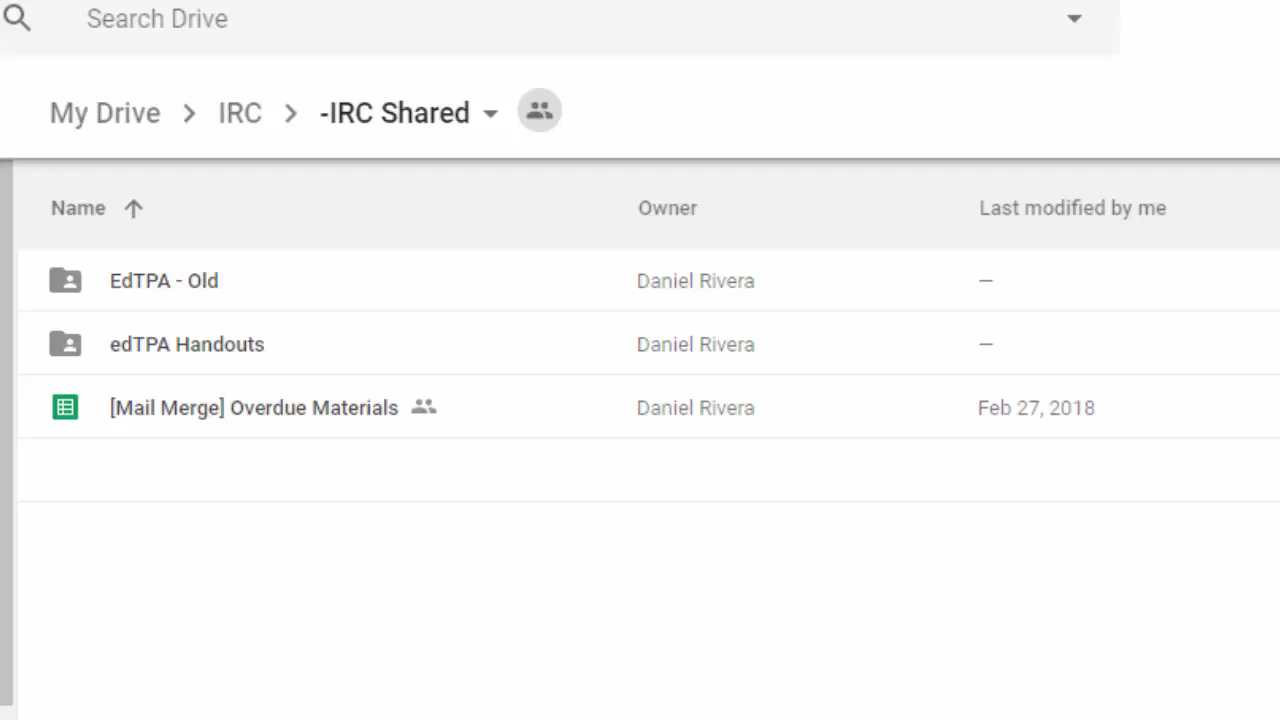 Search Drive
My Drive > IRC > -IRC Shared
Name Owner Last modified by me
EdTPA - Old Daniel Rivera —
edTPA Handouts Daniel Rivera —
[Mail Merge] Overdue Materials Daniel Rivera Feb 27, 2018